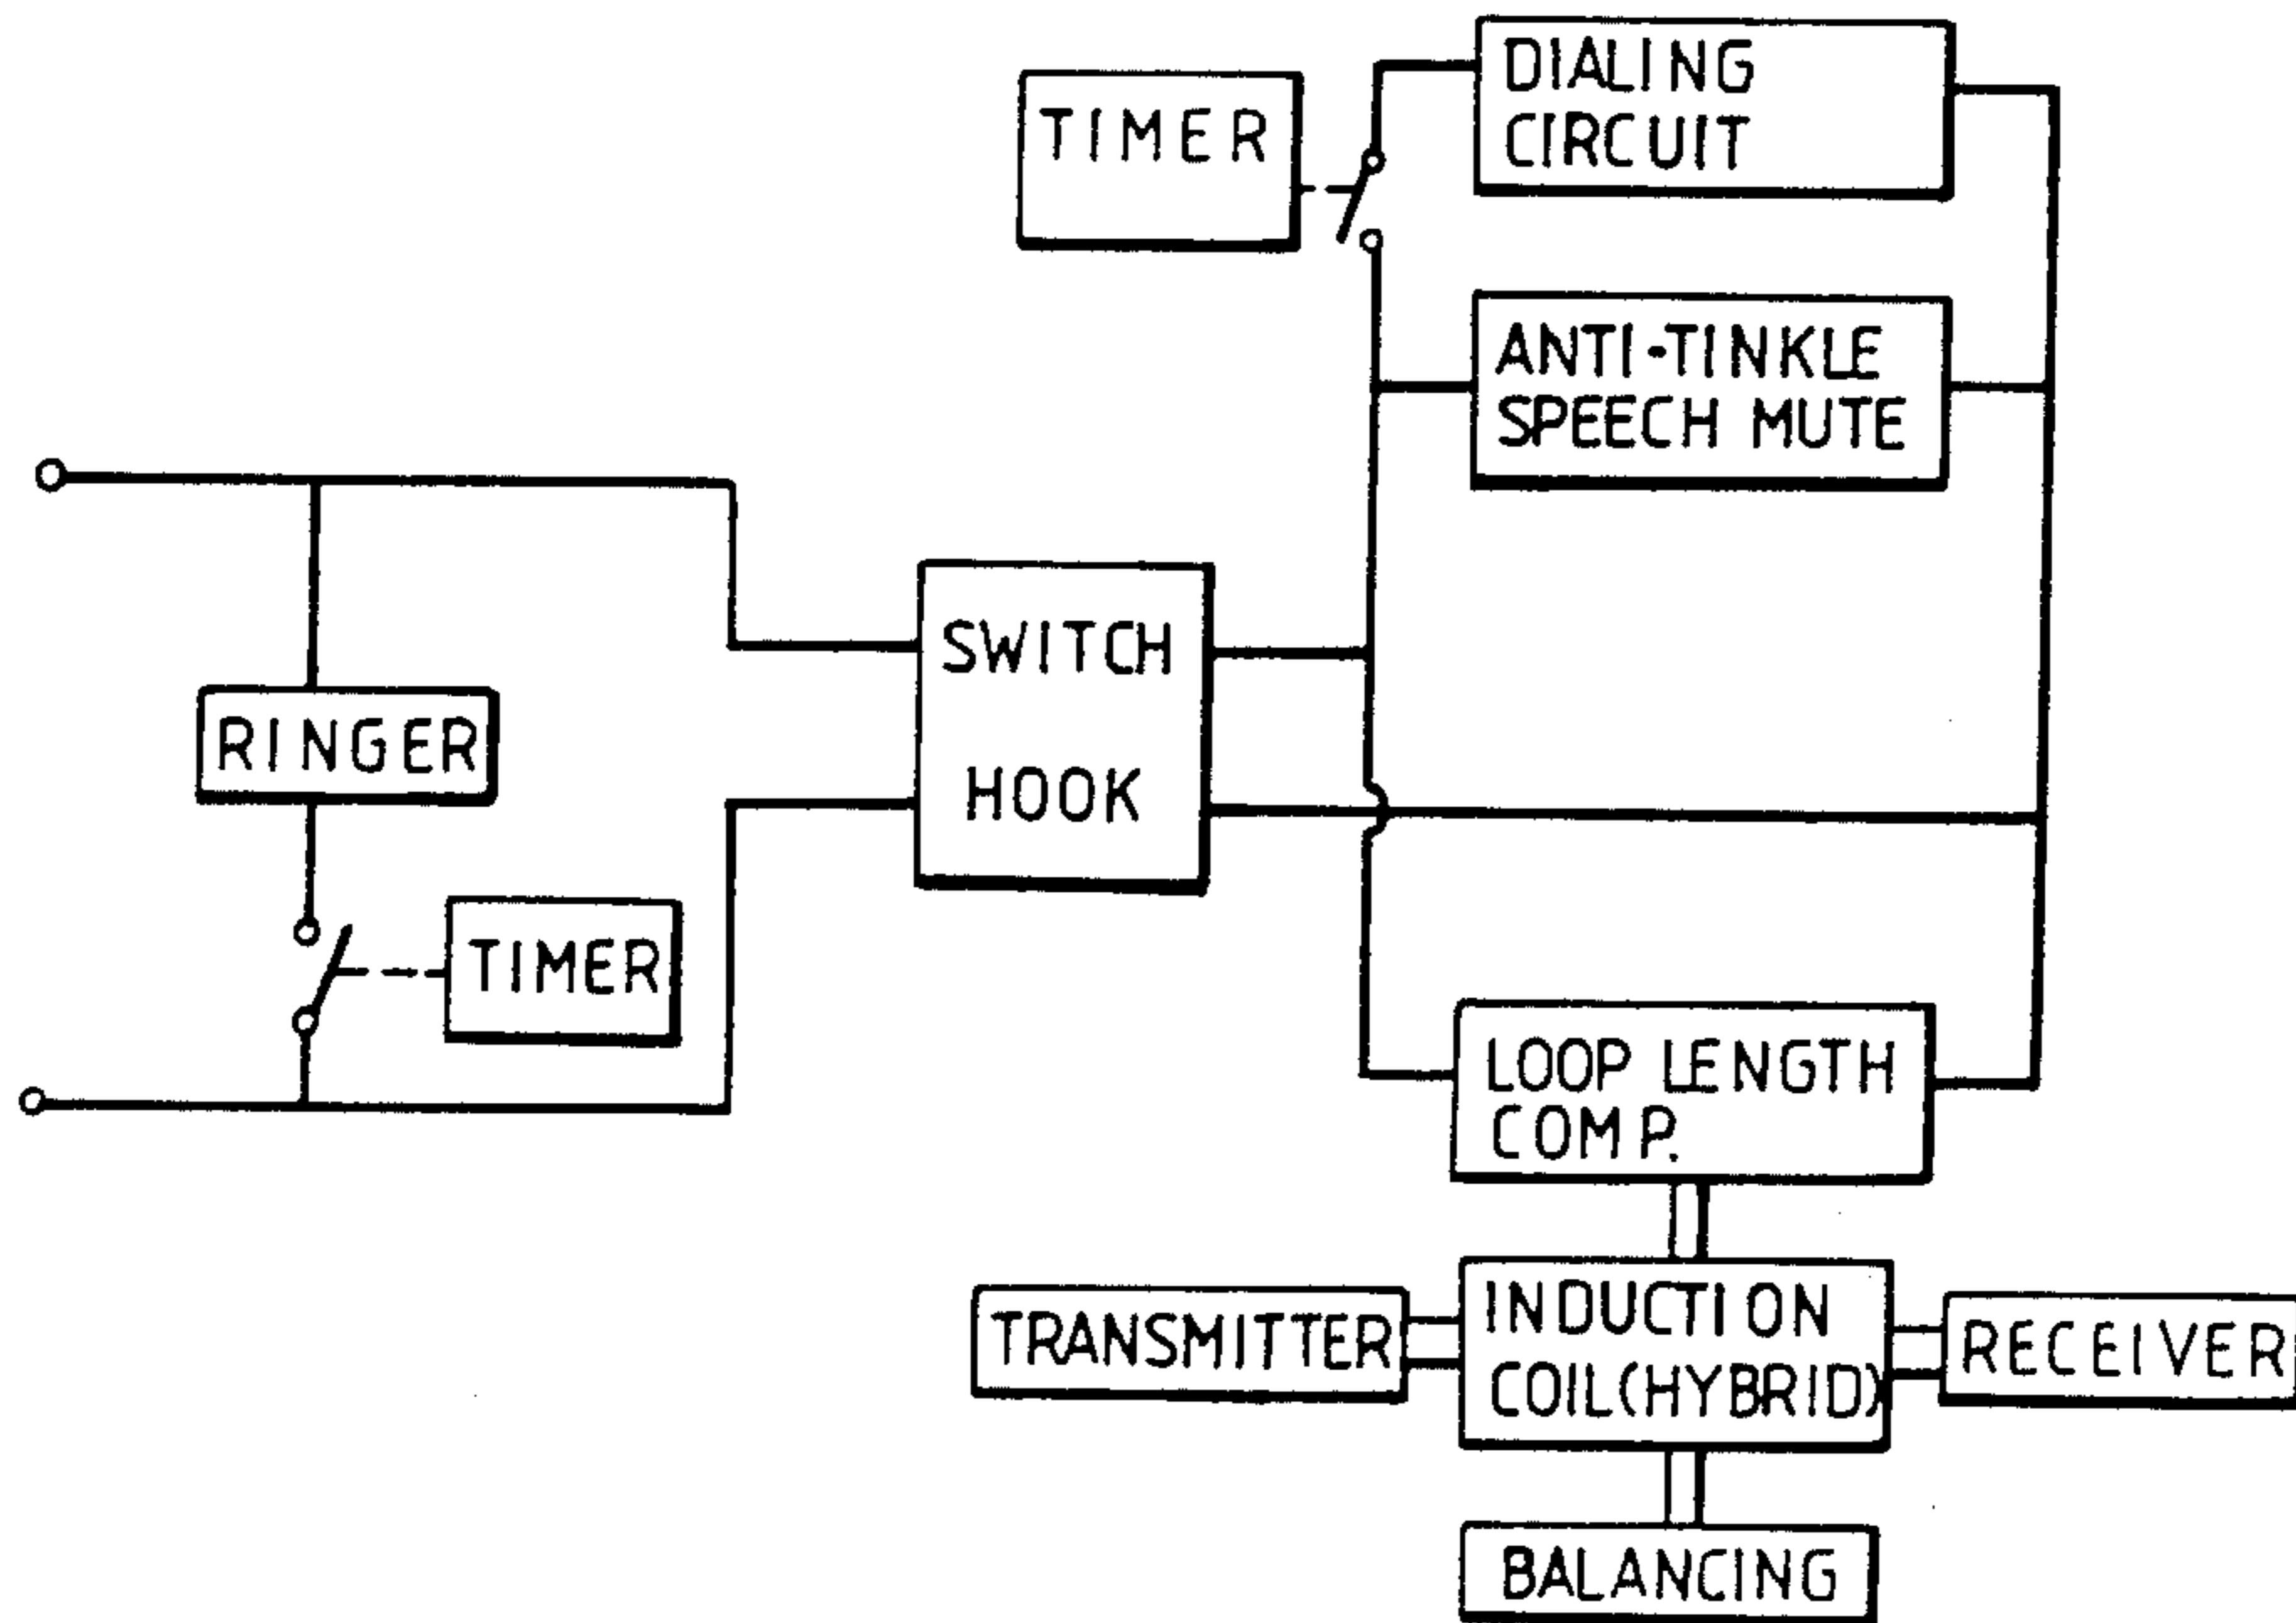 DIALING
CIRCUIT
TIMER
ANTI-TINKLE
SPEECH MUTE
SWITCH
HOOK
RINGER
TIMER
LOOP LENGTH
COMP.
INDUCTION
COIL(HYBRID)
TRANSMITTER
RECEIVER
BALANCING